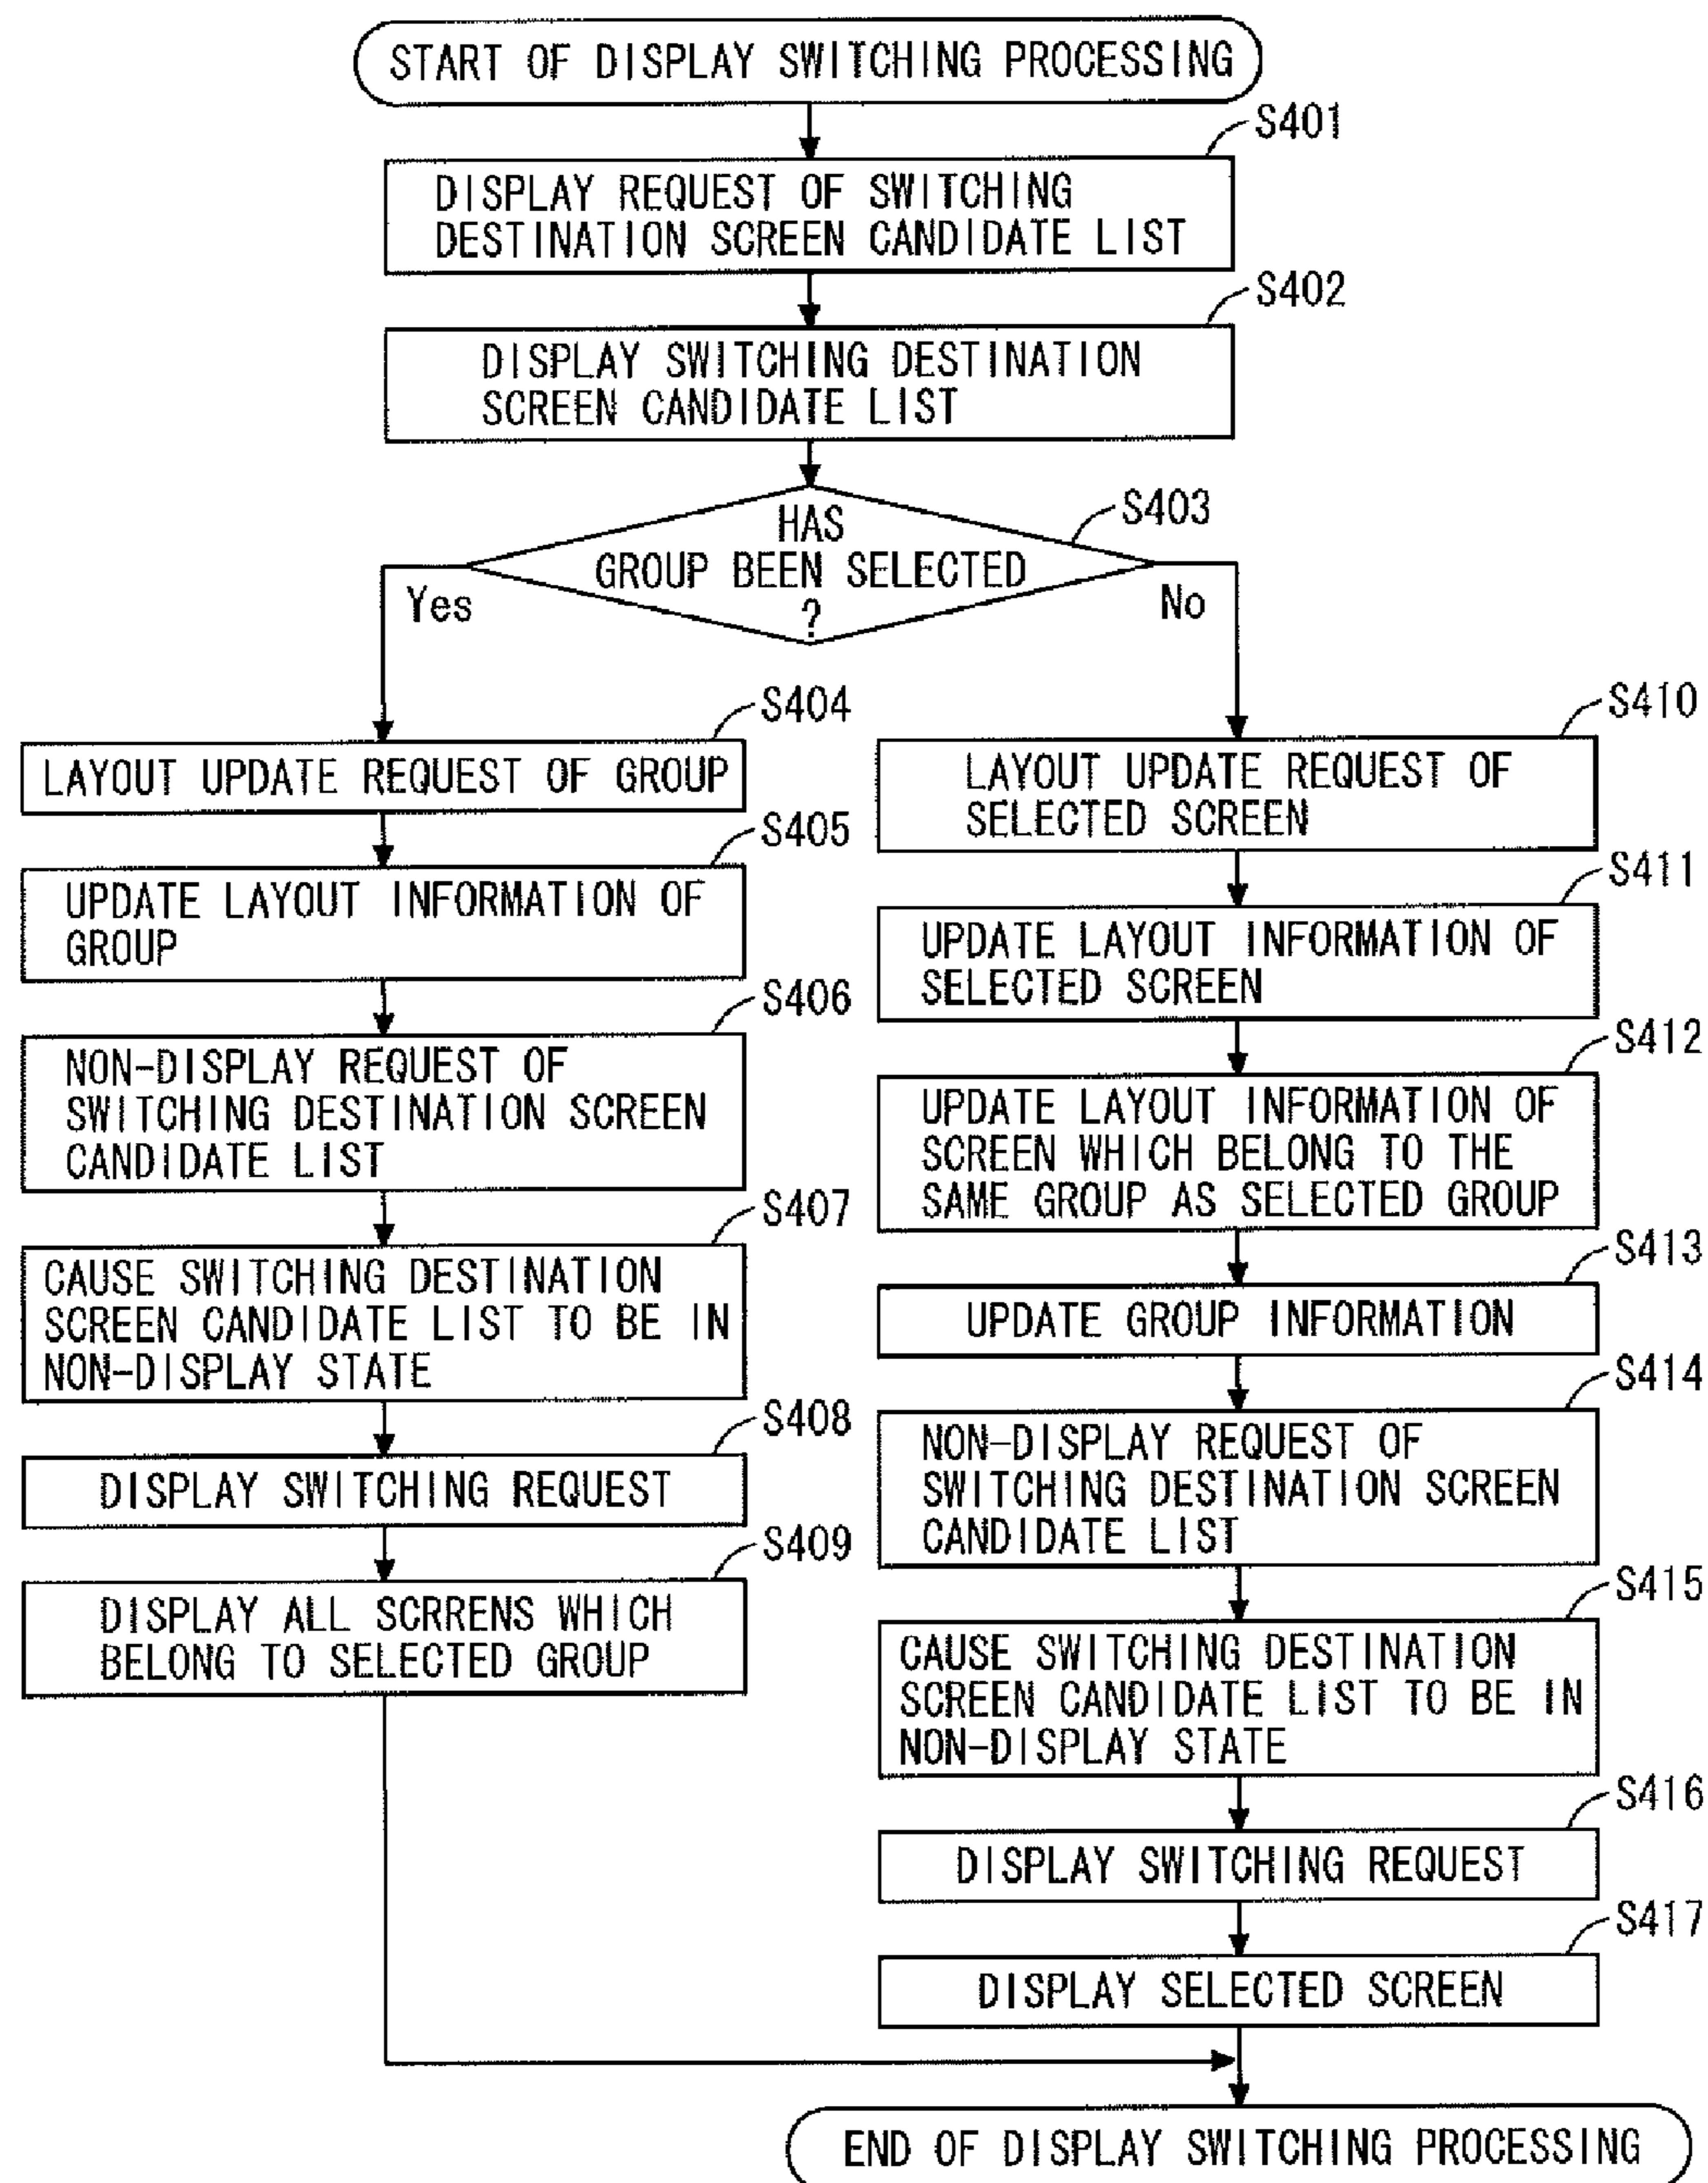 START OF DISPLAY SWITCHING PROCESSING
S401
DISPLAY REQUEST OF SWITCHING
DESTINATION SCREEN CANDIDATE LIST
S402
DISPLAY SWITCHING DESTINATION
SCREEN CANDIDATE LIST
S403
HAS
GROUP BEEN SELECTED
?
Yes
No
S404
LAYOUT UPDATE REQUEST OF GROUP
S405
UPDATE LAYOUT INFORMATION OF
GROUP
S406
NON-DISPLAY REQUEST OF
SWITCHING DESTINATION SCREEN
CANDIDATE LIST
S407
CAUSE SWITCHING DESTINATION
SCREEN CANDIDATE LIST TO BE IN
NON-DISPLAY STATE
S408
DISPLAY SWITCHING REQUEST
S409
DISPLAY ALL SCRRENS WHICH
BELONG TO SELECTED GROUP
S410
LAYOUT UPDATE REQUEST OF
SELECTED SCREEN
S411
UPDATE LAYOUT INFORMATION OF
SELECTED SCREEN
S412
UPDATE LAYOUT INFORMATION OF
SCREEN WHICH BELONG TO THE
SAME GROUP AS SELECTED GROUP
S413
UPDATE GROUP INFORMATION
S414
NON-DISPLAY REQUEST OF
SWITCHING DESTINATION SCREEN
CANDIDATE LIST
S415
CAUSE SWITCHING DESTINATION
SCREEN CANDIDATE LIST TO BE IN
NON-DISPLAY STATE
S416
DISPLAY SWITCHING REQUEST
S417
DISPLAY SELECTED SCREEN
END OF DISPLAY SWITCHING PROCESSING